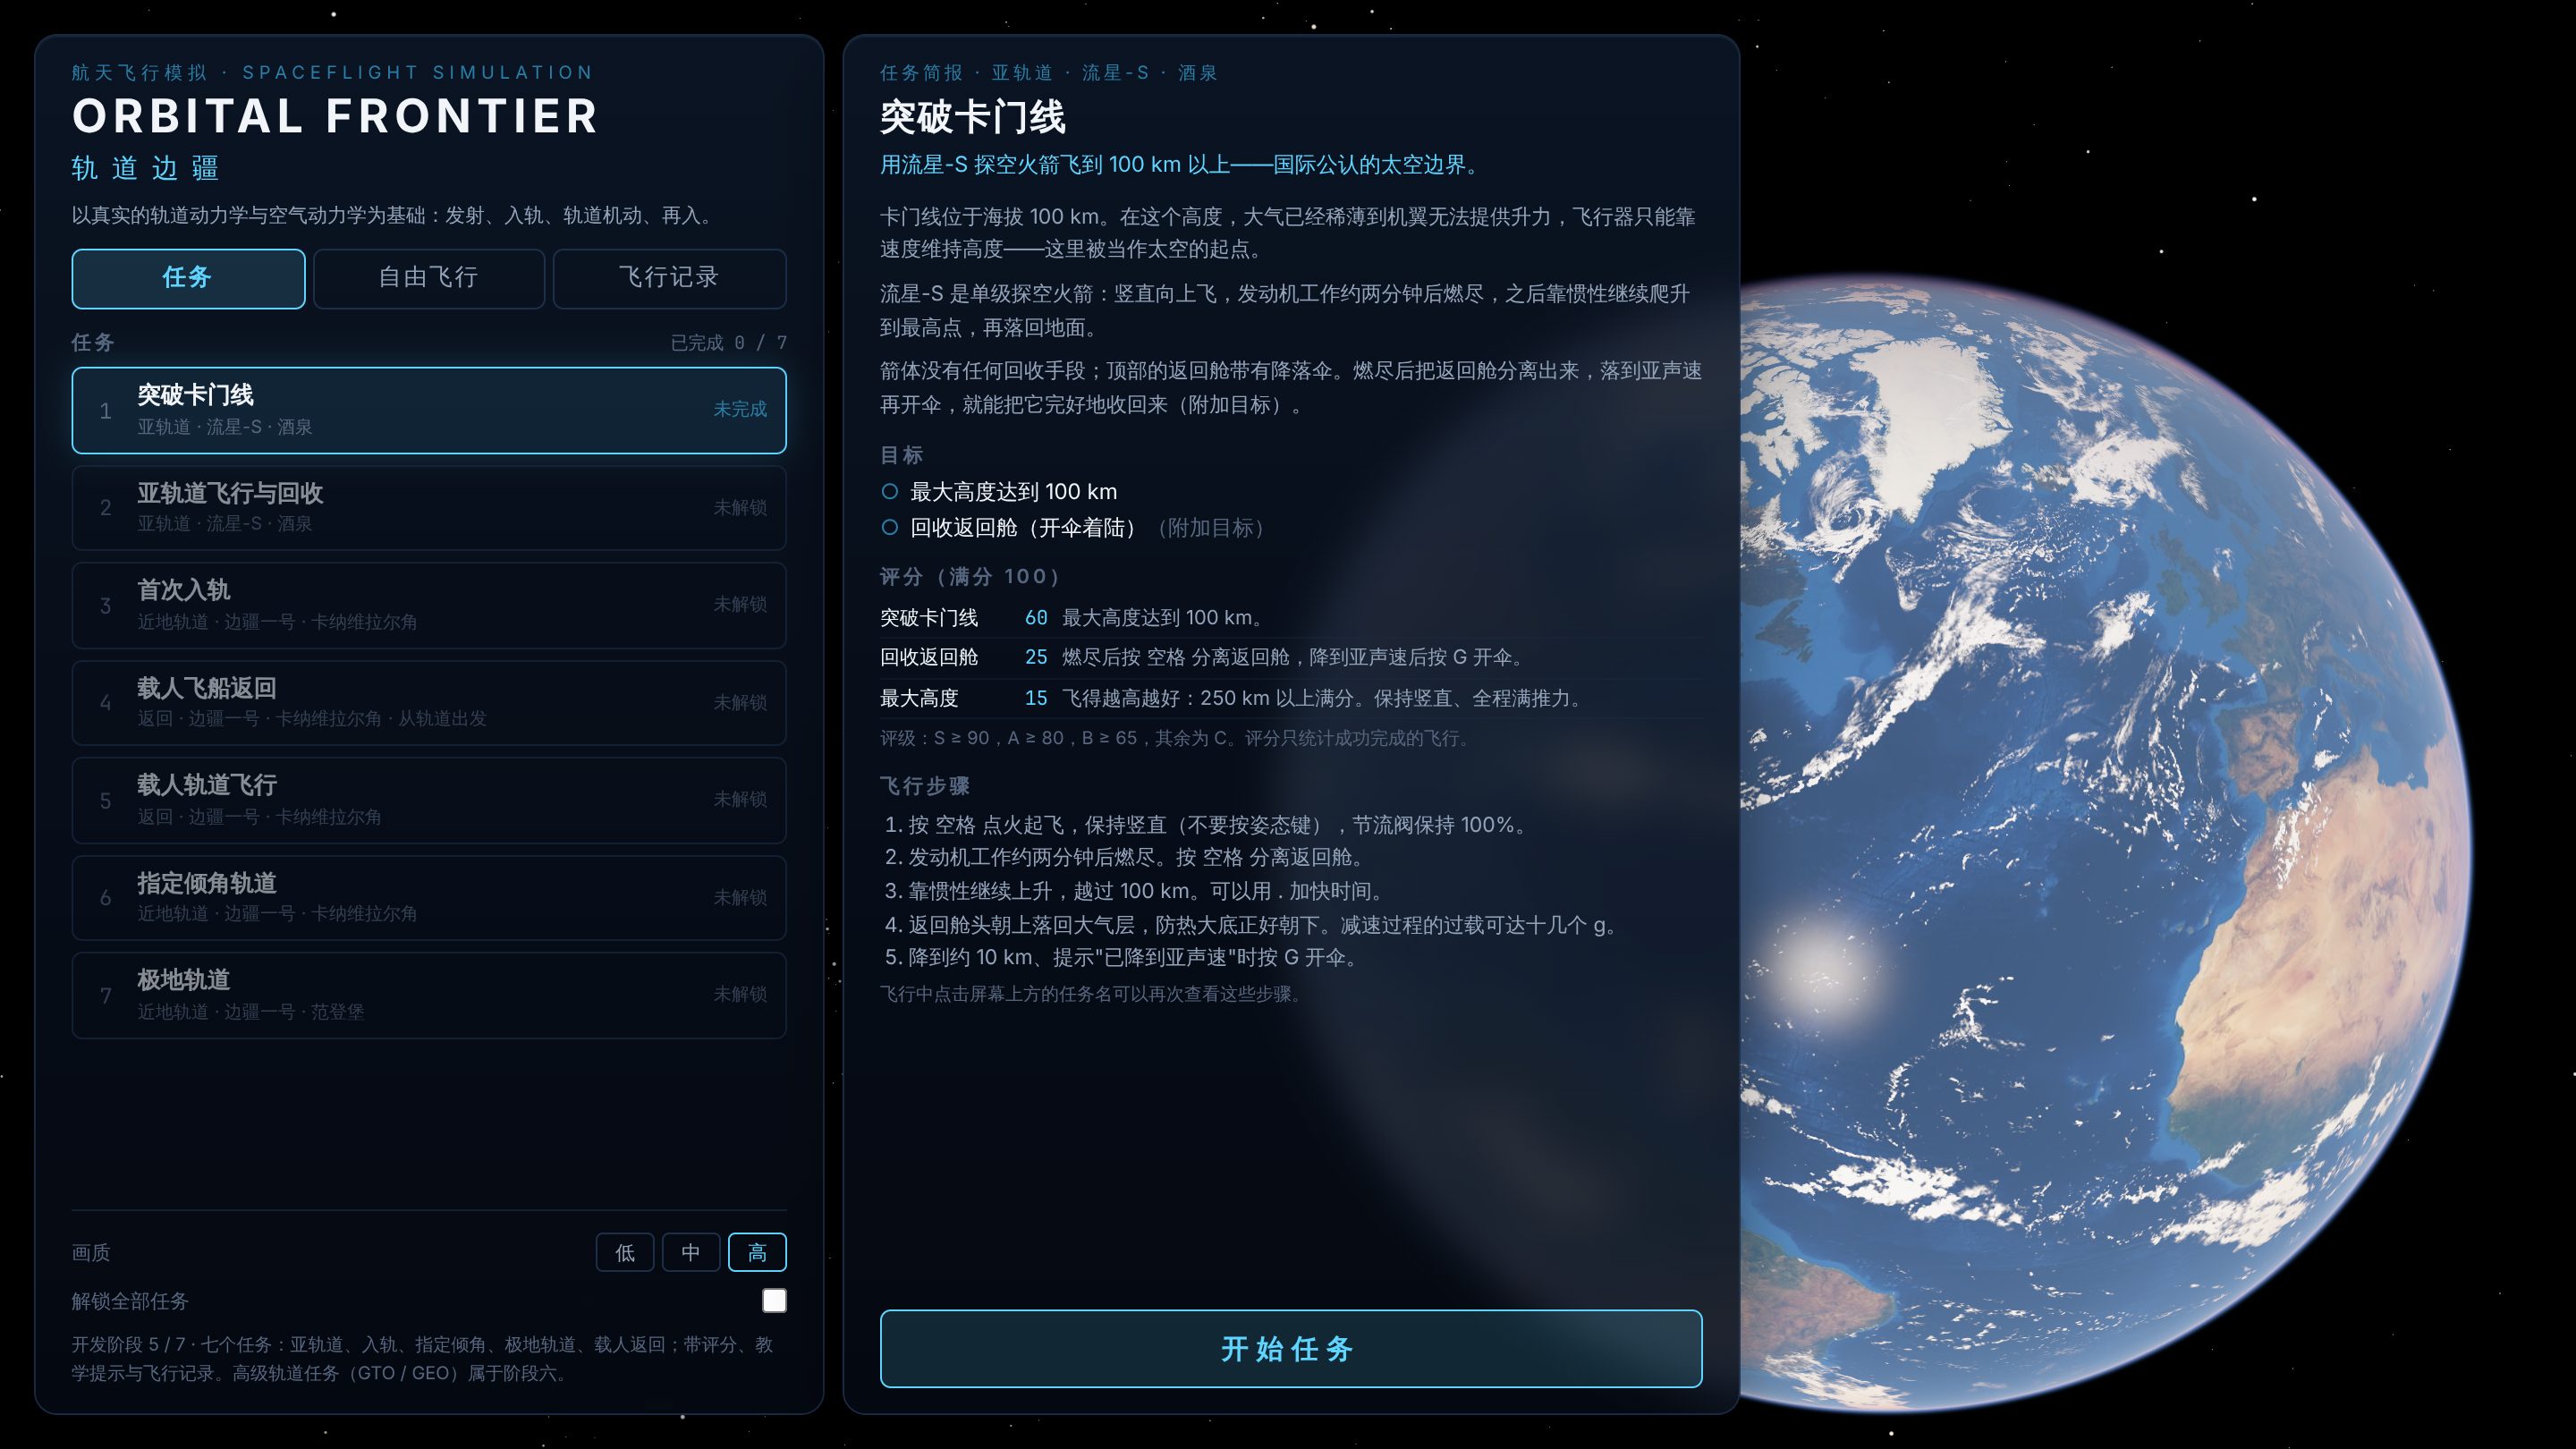 航天飞行模拟 · SPACEFLIGHT SIMULATION
ORBITAL FRONTIER
轨道边疆
以真实的轨道动力学与空气动力学为基础：发射、入轨、轨道机动、再入。
任务
自由飞行
飞行记录
任务
已完成 0 / 7
1
突破卡门线
亚轨道 · 流星-S · 酒泉
未完成
2
亚轨道飞行与回收
亚轨道 · 流星-S · 酒泉
未解锁
3
首次入轨
近地轨道 · 边疆一号 · 卡纳维拉尔角
未解锁
4
载人飞船返回
返回 · 边疆一号 · 卡纳维拉尔角 · 从轨道出发
未解锁
5
载人轨道飞行
返回 · 边疆一号 · 卡纳维拉尔角
未解锁
6
指定倾角轨道
近地轨道 · 边疆一号 · 卡纳维拉尔角
未解锁
7
极地轨道
近地轨道 · 边疆一号 · 范登堡
未解锁
画质
低
中
高
解锁全部任务
开发阶段 5 / 7 · 七个任务：亚轨道、入轨、指定倾角、极地轨道、载人返回；带评分、教
学提示与飞行记录。高级轨道任务（GTO / GEO）属于阶段六。
任务简报 · 亚轨道 · 流星-S · 酒泉
突破卡门线
用流星-S 探空火箭飞到 100 km 以上——国际公认的太空边界。
卡门线位于海拔 100 km。在这个高度，大气已经稀薄到机翼无法提供升力，飞行器只能靠
速度维持高度——这里被当作太空的起点。
流星-S 是单级探空火箭：竖直向上飞，发动机工作约两分钟后燃尽，之后靠惯性继续爬升
到最高点，再落回地面。
箭体没有任何回收手段；顶部的返回舱带有降落伞。燃尽后把返回舱分离出来，落到亚声速
再开伞，就能把它完好地收回来（附加目标）。
目标
最大高度达到 100 km
回收返回舱（开伞着陆）（附加目标）
评分（满分 100）
突破卡门线 60 最大高度达到 100 km。
回收返回舱 25 燃尽后按 空格 分离返回舱，降到亚声速后按 G 开伞。
最大高度 15 飞得越高越好：250 km 以上满分。保持竖直、全程满推力。
评级：S ≥ 90，A ≥ 80，B ≥ 65，其余为 C。评分只统计成功完成的飞行。
飞行步骤
1. 按 空格 点火起飞，保持竖直（不要按姿态键），节流阀保持 100%。
2. 发动机工作约两分钟后燃尽。按 空格 分离返回舱。
3. 靠惯性继续上升，越过 100 km。可以用 . 加快时间。
4. 返回舱头朝上落回大气层，防热大底正好朝下。减速过程的过载可达十几个 g。
5. 降到约 10 km、提示"已降到亚声速"时按 G 开伞。
飞行中点击屏幕上方的任务名可以再次查看这些步骤。
开始任务